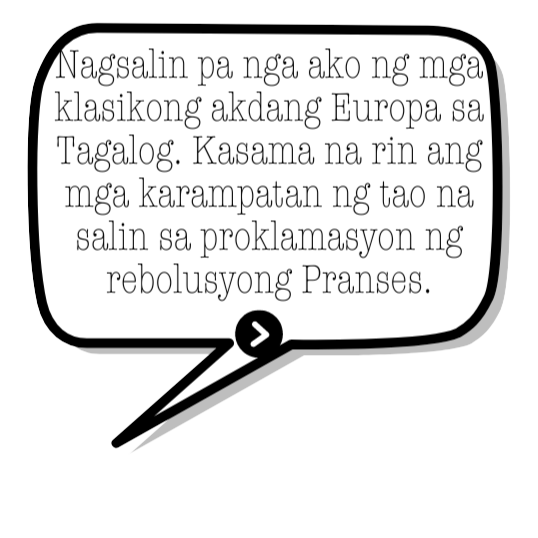 Nagsalin pa nga ako ng mga
klasikong akdang Europa sa
Tagalog. Kasama na rin ang
mga karampatan ng tao na
salin sa proklamasyon ng
rebolusyong Pranses.